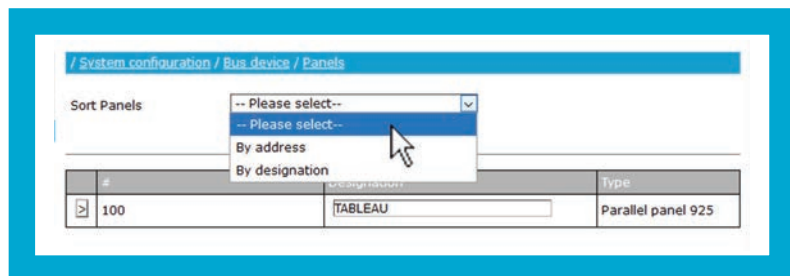 / System configuration / Bus device / Panels
Sort Panels
-- Please select--
-- Please select--
By address
By designation
# Designation Type
> 100 TABLEAU Parallel panel 925